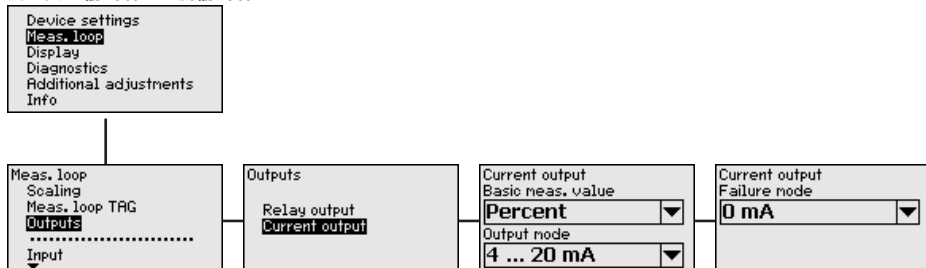 Device settings
Meas. loop
Display
Diagnostics
Additional adjustments
Info
Meas. loop
Scaling
Meas. loop TAG
Outputs
Input
Outputs
Relay output
Current output
Current output
Basic meas. value
Percent
Output mode
4 ... 20 mA
Current output
Failure mode
0 mA